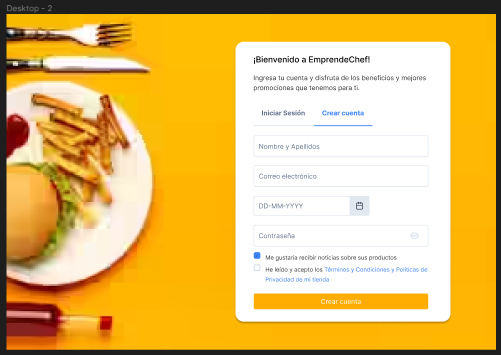 Desktop – 2
¡Bienvenido a EmprendeChef!
Ingresa tu cuenta y disfruta de los beneficios y mejores
promociones que tenemos para ti.
Iniciar Sesión
Crear cuenta
Nombre y Apellidos
Correo electrónico
DD-MM-YYYY
Contraseña
Me gustaría recibir noticias sobre sus productos
He leído y acepto los Términos y Condiciones y Políticas de
Privacidad de mi tienda
Crear cuenta